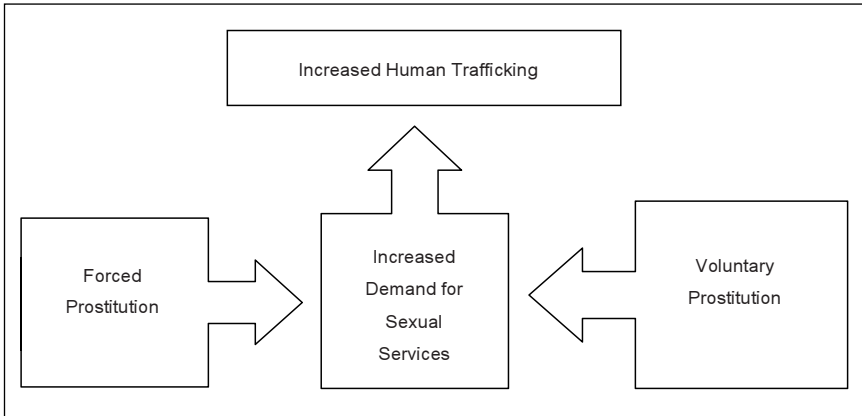 Increased Human Trafficking
Forced
Prostitution
Increased
Demand for
Sexual
Services
Voluntary
Prostitution